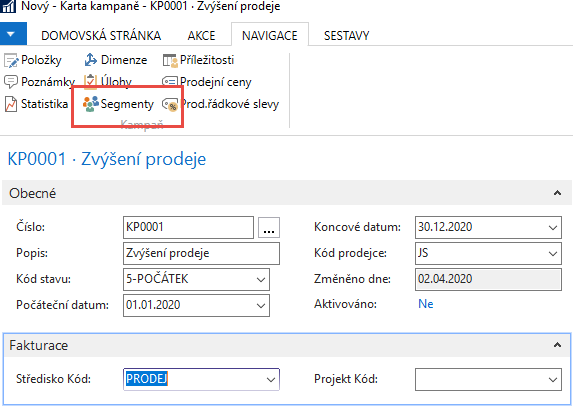 Nový - Karta kampaně - KP0001 · Zvýšení prodeje
DOMOVSKÁ STRÁNKA AKCE NAVIGACE SESTAVY
Položky Dimenze Příležitosti
Poznámky Úlohy Prodejní ceny
Statistika Segmenty Prod.řádkové slevy
Kampaň
KP0001 · Zvýšení prodeje
Obecné
Číslo: KP0001 ... Koncové datum: 30.12.2020
Popis: Zvýšení prodeje Kód prodejce: JS
Kód stavu: 5-POČÁTEK Změněno dne: 02.04.2020
Počáteční datum: 01.01.2020 Aktivováno: Ne
Fakturace
Středisko Kód: PRODEJ Projekt Kód: